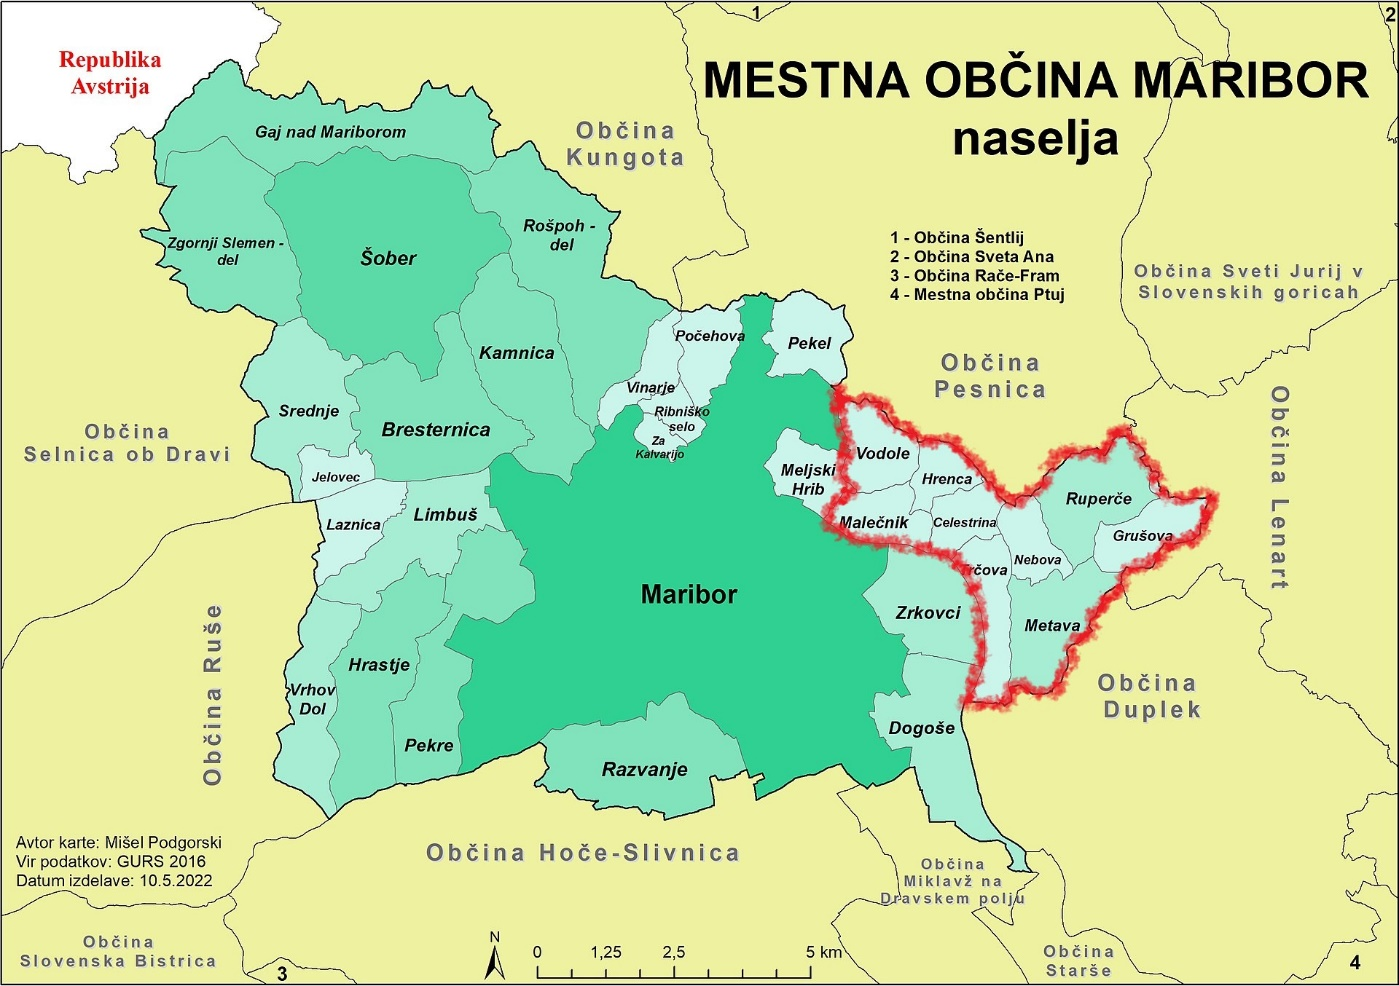 Republika
Avstrija
1
2
MESTNA OBČINA MARIBOR
naselja
Gaj nad Mariborom
Občina
Kungota
Zgornji Slemen -
del
Šober
Rošpoh -
del
1 - Občina Šentlij
2 - Občina Sveta Ana
3 - Občina Rače-Fram
4 - Mestna občina Ptuj
Občina Sveti Jurij v
Slovenskih goricah
Počehova
Pekel
Kamnica
Občina
Pesnica
Vinarje
Ribniško
selo
Za
Kalvarijo
Srednje
Bresternica
Občina
Selnica ob Dravi
Občina Lenart
Jelovec
Meljski
Hrib
Vodole
Hrenca
Ruperče
Laznica
Limbuš
Malečnik
Celestrina
Grušova
Nebova
Trčova
Maribor
Zrkovci
Metava
Občina Ruše
Hrastje
Vrhov
Dol
Občina
Duplek
Pekre
Razvanje
Dogoše
Avtor karte: Mišel Podgorski
Vir podatkov: GURS 2016
Datum izdelave: 10.5.2022
Občina Hoče-Slivnica
Občina
Miklavž na
Dravskem polju
Občina
Slovenska Bistrica
3
N
0 1,25 2,5 5 km
Občina
Starše
4